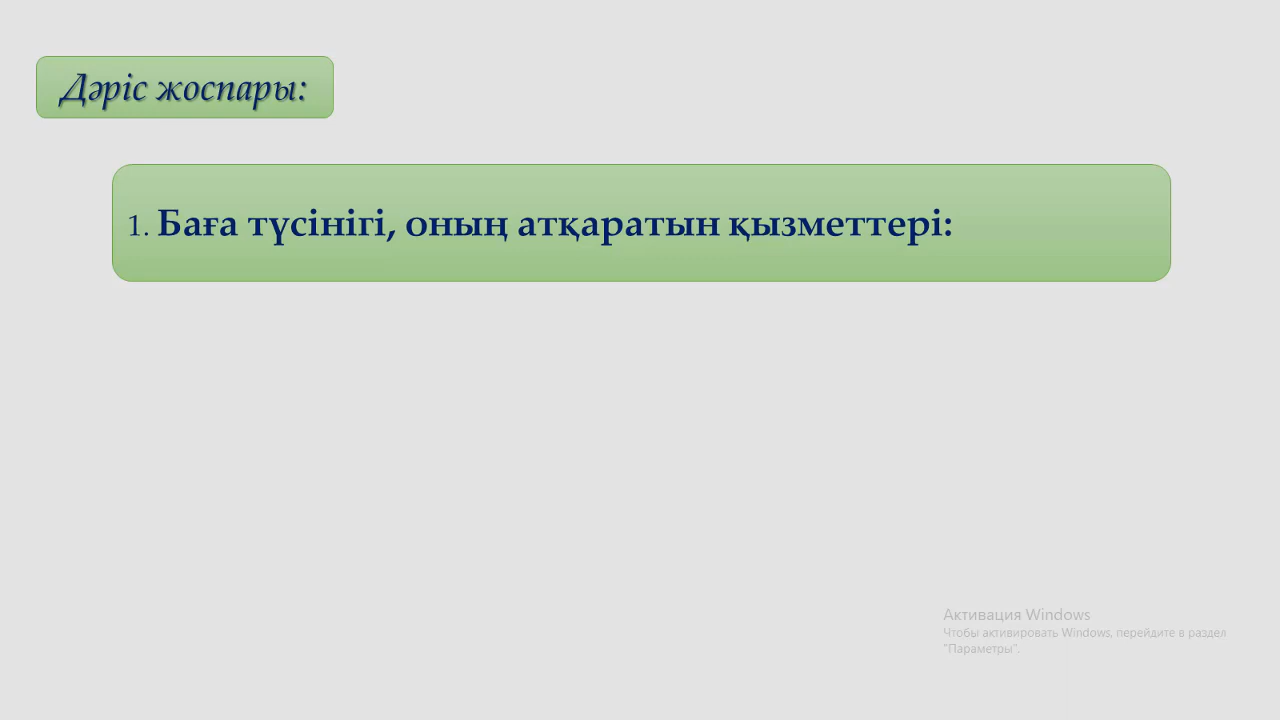 Дәріс жоспары:
1. Баға түсінігі, оның атқаратын қызметтері:
Активация Windows
Чтобы активировать Windows, перейдите в раздел
"Параметры".